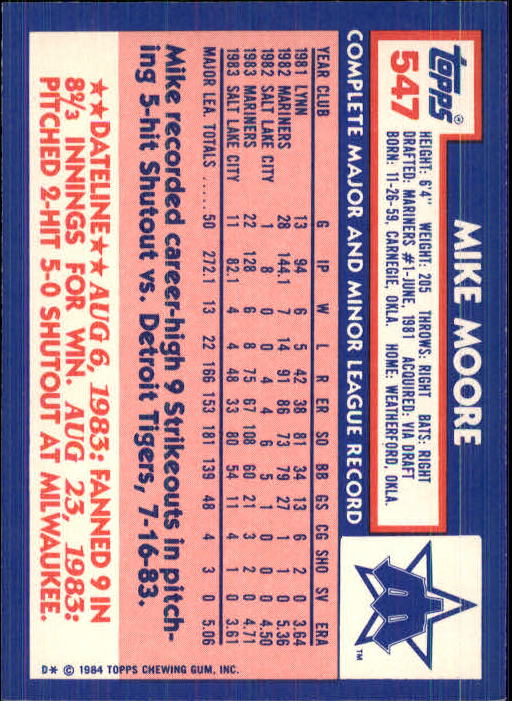 topps®
547
MIKE MOORE
HEIGHT: 6'4" WEIGHT: 205 THROWS: RIGHT BATS: RIGHT
DRAFTED: MARINERS #1-JUNE, 1981 ACQUIRED: VIA DRAFT
BORN: 11-26-59, CARNEGIE, OKLA. HOME: WEATHERFORD, OKLA.
COMPLETE MAJOR AND MINOR LEAGUE RECORD
YEAR CLUB G IP W L R ER SO BB GS CG SHO SV ERA
1981 LYNN 13 94 6 5 42 38 81 34 13 6 2 0 3.64
1982 MARINERS 28 144.1 7 14 91 86 73 79 27 1 1 0 5.36
1982 SALT LAKE CITY 1 8 0 0 4 4 6 5 1 0 0 0 4.50
1983 MARINERS 22 128 6 8 75 67 108 60 21 3 2 0 4.71
1983 SALT LAKE CITY 11 82.1 4 4 48 33 80 54 11 4 1 0 3.61
MAJOR LEA. TOTALS ..... 50 272.1 13 22 166 153 181 139 48 4 3 0 5.06
Mike recorded career-high 9 Strikeouts in pitch-
ing 5-hit Shutout vs. Detroit Tigers, 7-16-83.
★★DATELINE★★ AUG 6, 1983: FANNED 9 IN
8⅔ INNINGS FOR WIN. AUG 23, 1983:
PITCHED 2-HIT 5-0 SHUTOUT AT MILWAUKEE.
D* © 1984 TOPPS CHEWING GUM, INC.
TM